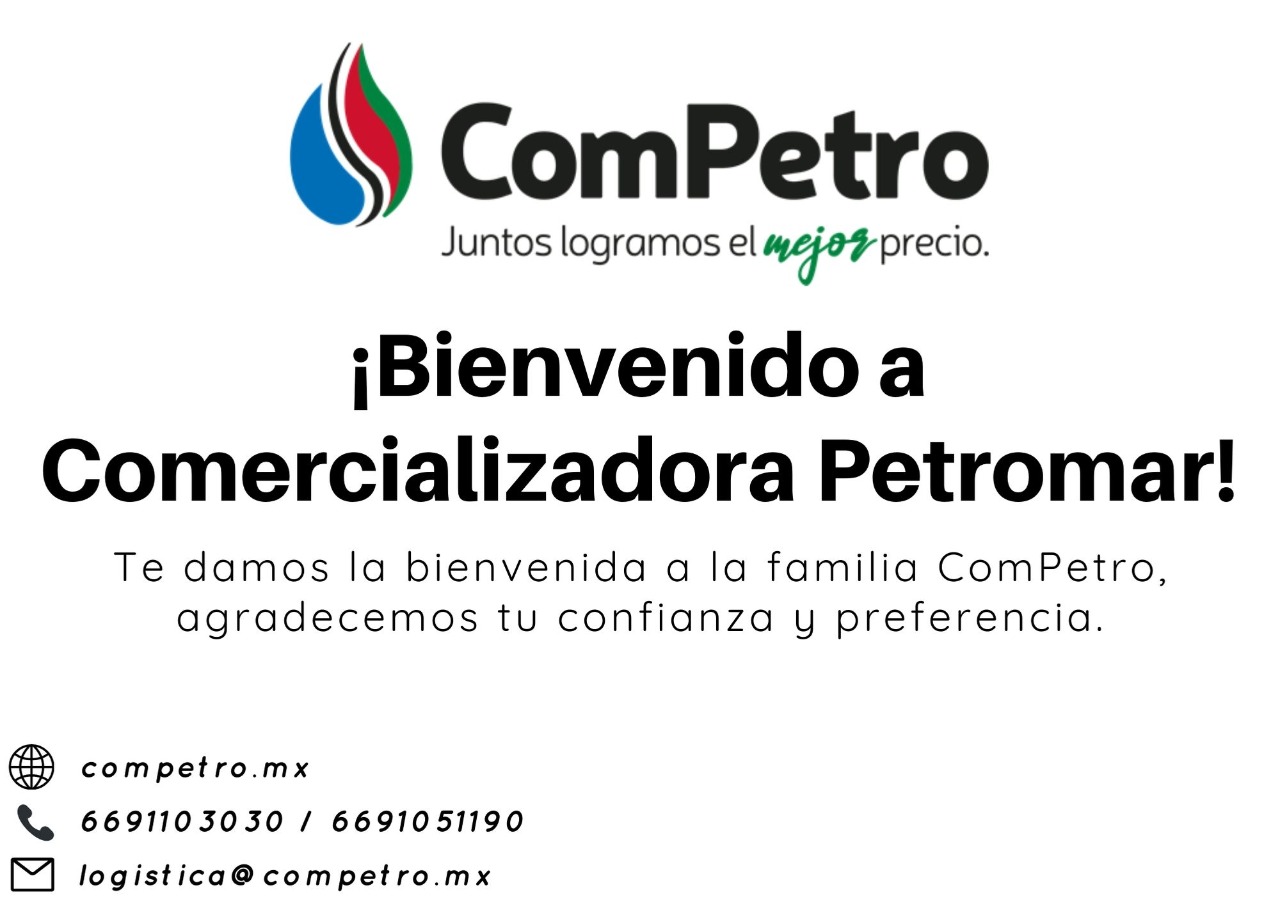 ComPetro
Juntos logramos el mejor precio.
¡Bienvenido a
Comercializadora Petromar!
Te damos la bienvenida a la familia ComPetro,
agradecemos tu confianza y preferencia.
competro.mx
6691103030 / 6691051190
logistica@competro.mx